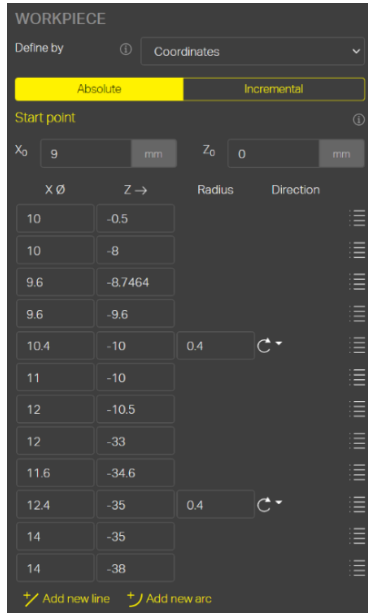 WORKPIECE
Define by ⓘ Coordinates
Absolute Incremental
Start point ⓘ
X0 9 mm Z0 0 mm
X Ø Z → Radius Direction
10 -0.5
10 -8
9.6 -8.7464
9.6 -9.6
10.4 -10 0.4
11 -10
12 -10.5
12 -33
11.6 -34.6
12.4 -35 0.4
14 -35
14 -38
Add new line Add new arc